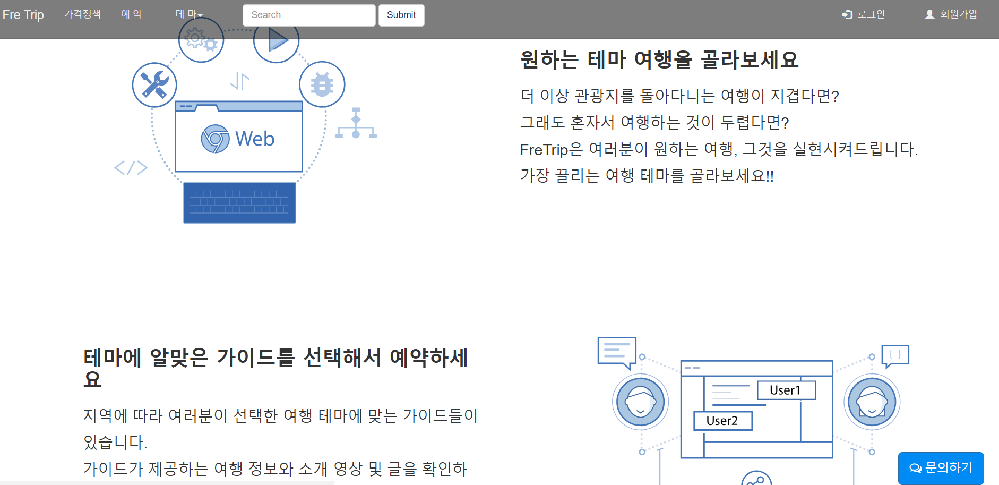 Fre Trip 가격정책 예 약 테 마 Search Submit 로그인 회원가입
Web
</>
원하는 테마 여행을 골라보세요
더 이상 관광지를 돌아다니는 여행이 지겹다면?
그래도 혼자서 여행하는 것이 두렵다면?
FreTrip은 여러분이 원하는 여행, 그것을 실현시켜드립니다.
가장 끌리는 여행 테마를 골라보세요!!
테마에 알맞은 가이드를 선택해서 예약하세
요
지역에 따라 여러분이 선택한 여행 테마에 맞는 가이드들이
있습니다.
가이드가 제공하는 여행 정보와 소개 영상 및 글을 확인하
{ }
User1
User2
문의하기